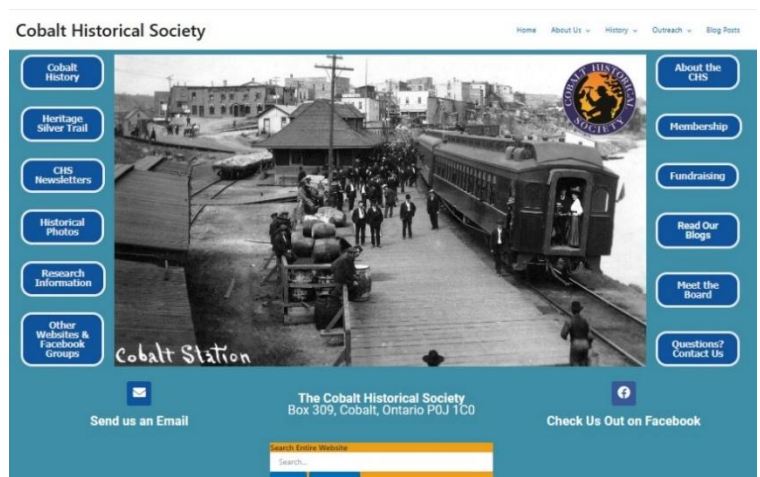 Cobalt Historical Society
Home About Us History Outreach Blog Posts
Cobalt
History
Heritage
Silver Trail
CHS
Newsletters
Historical
Photos
Research
Information
Other
Websites &
Facebook
Groups
COBALT HISTORICAL
SOCIETY
Cobalt Station
About the
CHS
Membership
Fundraising
Read Our
Blogs
Meet the
Board
Questions?
Contact Us
Send us an Email
The Cobalt Historical Society
Box 309, Cobalt, Ontario P0J 1C0
Check Us Out on Facebook
Search Entire Website
Search...